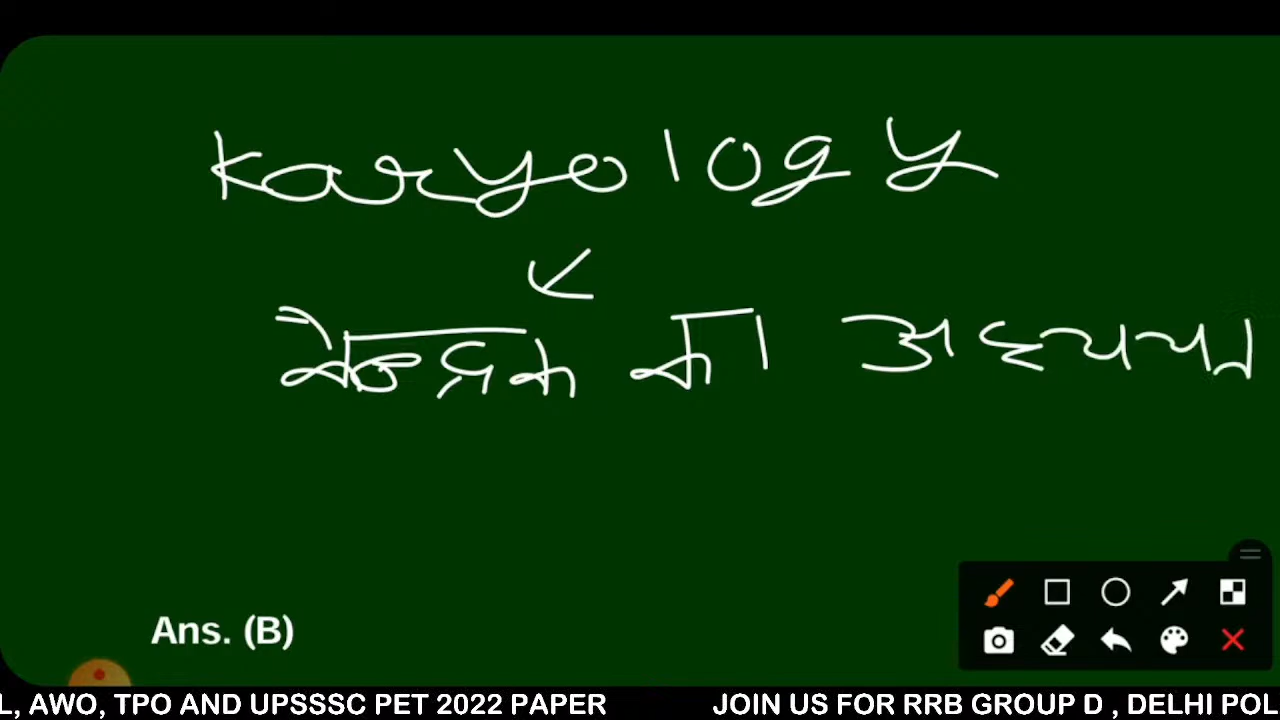 Karyology
केन्द्रक का अध्ययन
Ans. (B)
L, AWO, TPO AND UPSSSC PET 2022 PAPER JOIN US FOR RRB GROUP D , DELHI POL